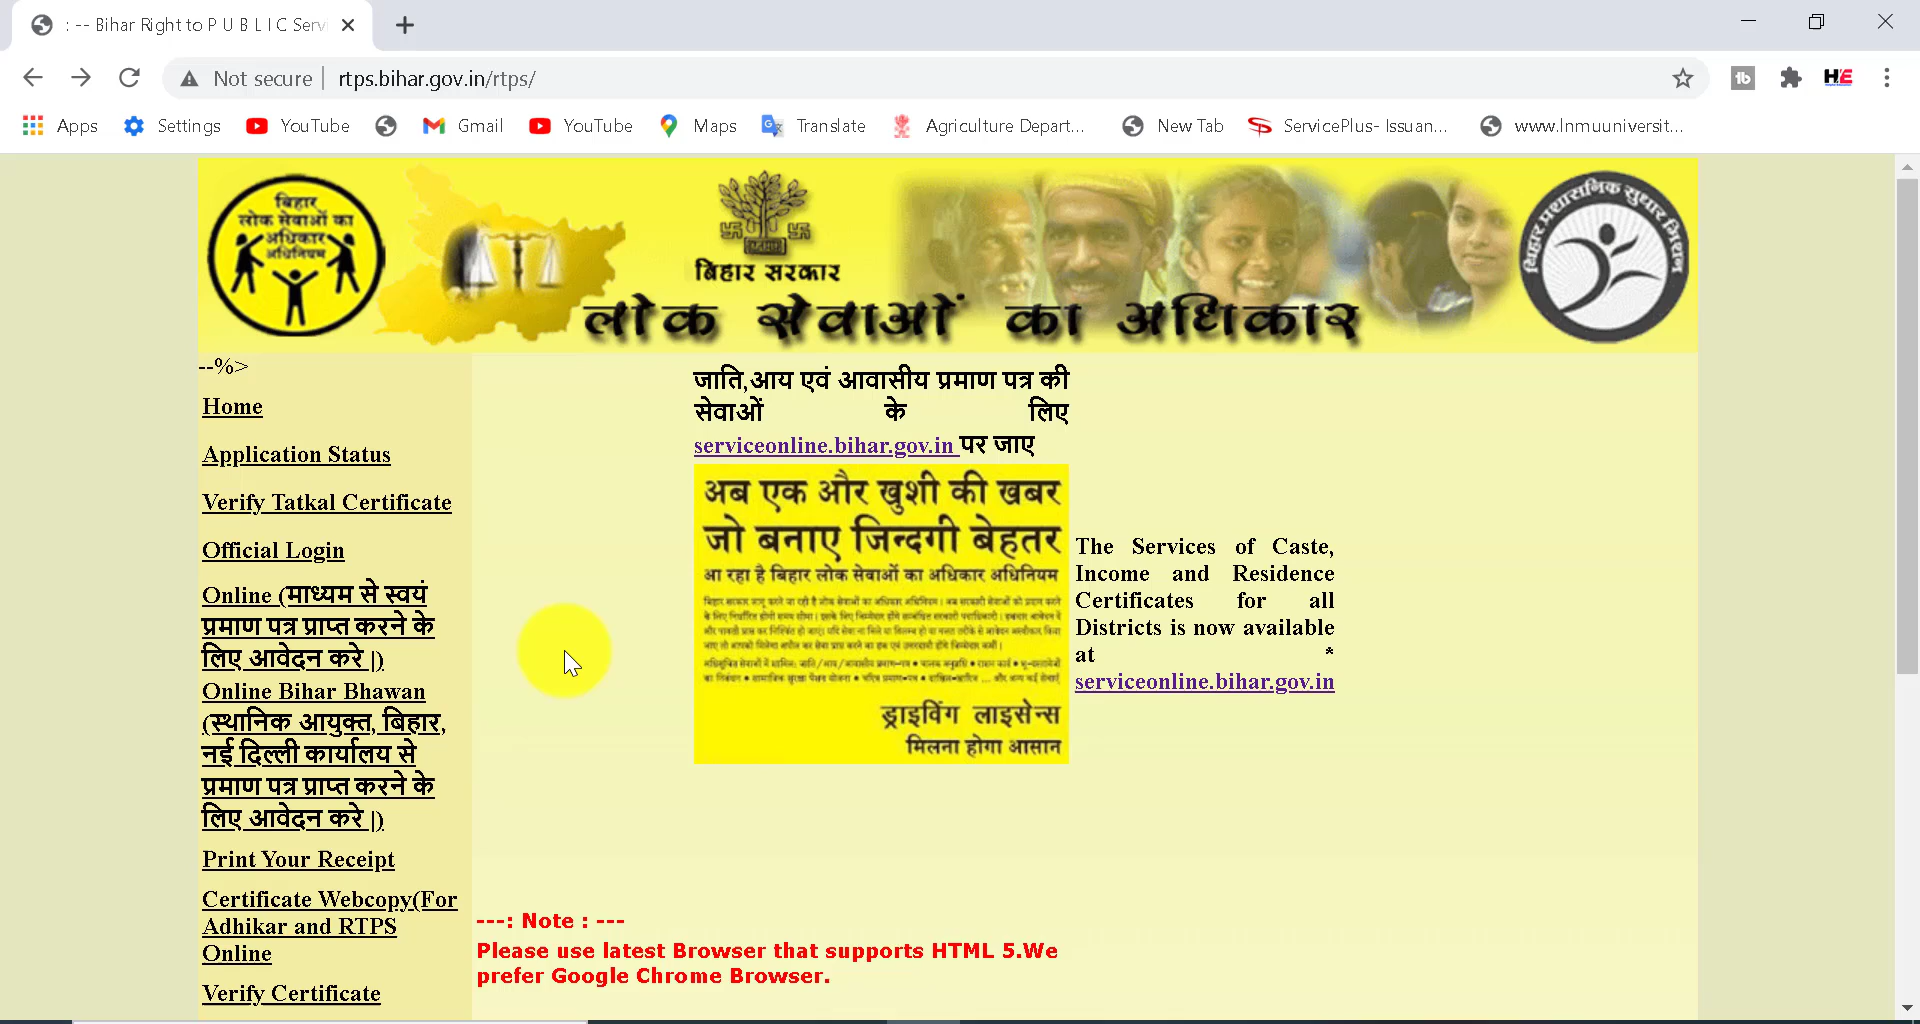 : -- Bihar Right to P U B L I C Serv
Not secure
rtps.bihar.gov.in/rtps/
Apps
Settings
YouTube
Gmail
YouTube
Maps
Translate
Agriculture Depart...
New Tab
ServicePlus- Issuan...
www.lnmuuniversit...
बिहार
लोक सेवाओं का
अधिकार
अधिनियम
बिहार सरकार
लोक सेवाओं का अधिकार
बिहार प्रशासनिक सुधार मिशन
--%>
Home
Application Status
Verify Tatkal Certificate
Official Login
Online (माध्यम से स्वयं
प्रमाण पत्र प्राप्त करने के
लिए आवेदन करे |)
Online Bihar Bhawan
(स्थानिक आयुक्त, बिहार,
नई दिल्ली कार्यालय से
प्रमाण पत्र प्राप्त करने के
लिए आवेदन करे |)
Print Your Receipt
Certificate Webcopy(For
Adhikar and RTPS
Online
Verify Certificate
जाति,आय एवं आवासीय प्रमाण पत्र की
सेवाओं के लिए
serviceonline.bihar.gov.in पर जाए
अब एक और खुशी की खबर
जो बनाए जिन्दगी बेहतर
आ रहा है बिहार लोक सेवाओं का अधिकार अधिनियम
ड्राइविंग लाइसेन्स
मिलना होगा आसान
The Services of Caste,
Income and Residence
Certificates for all
Districts is now available
at *
serviceonline.bihar.gov.in
---: Note : ---
Please use latest Browser that supports HTML 5.We
prefer Google Chrome Browser.